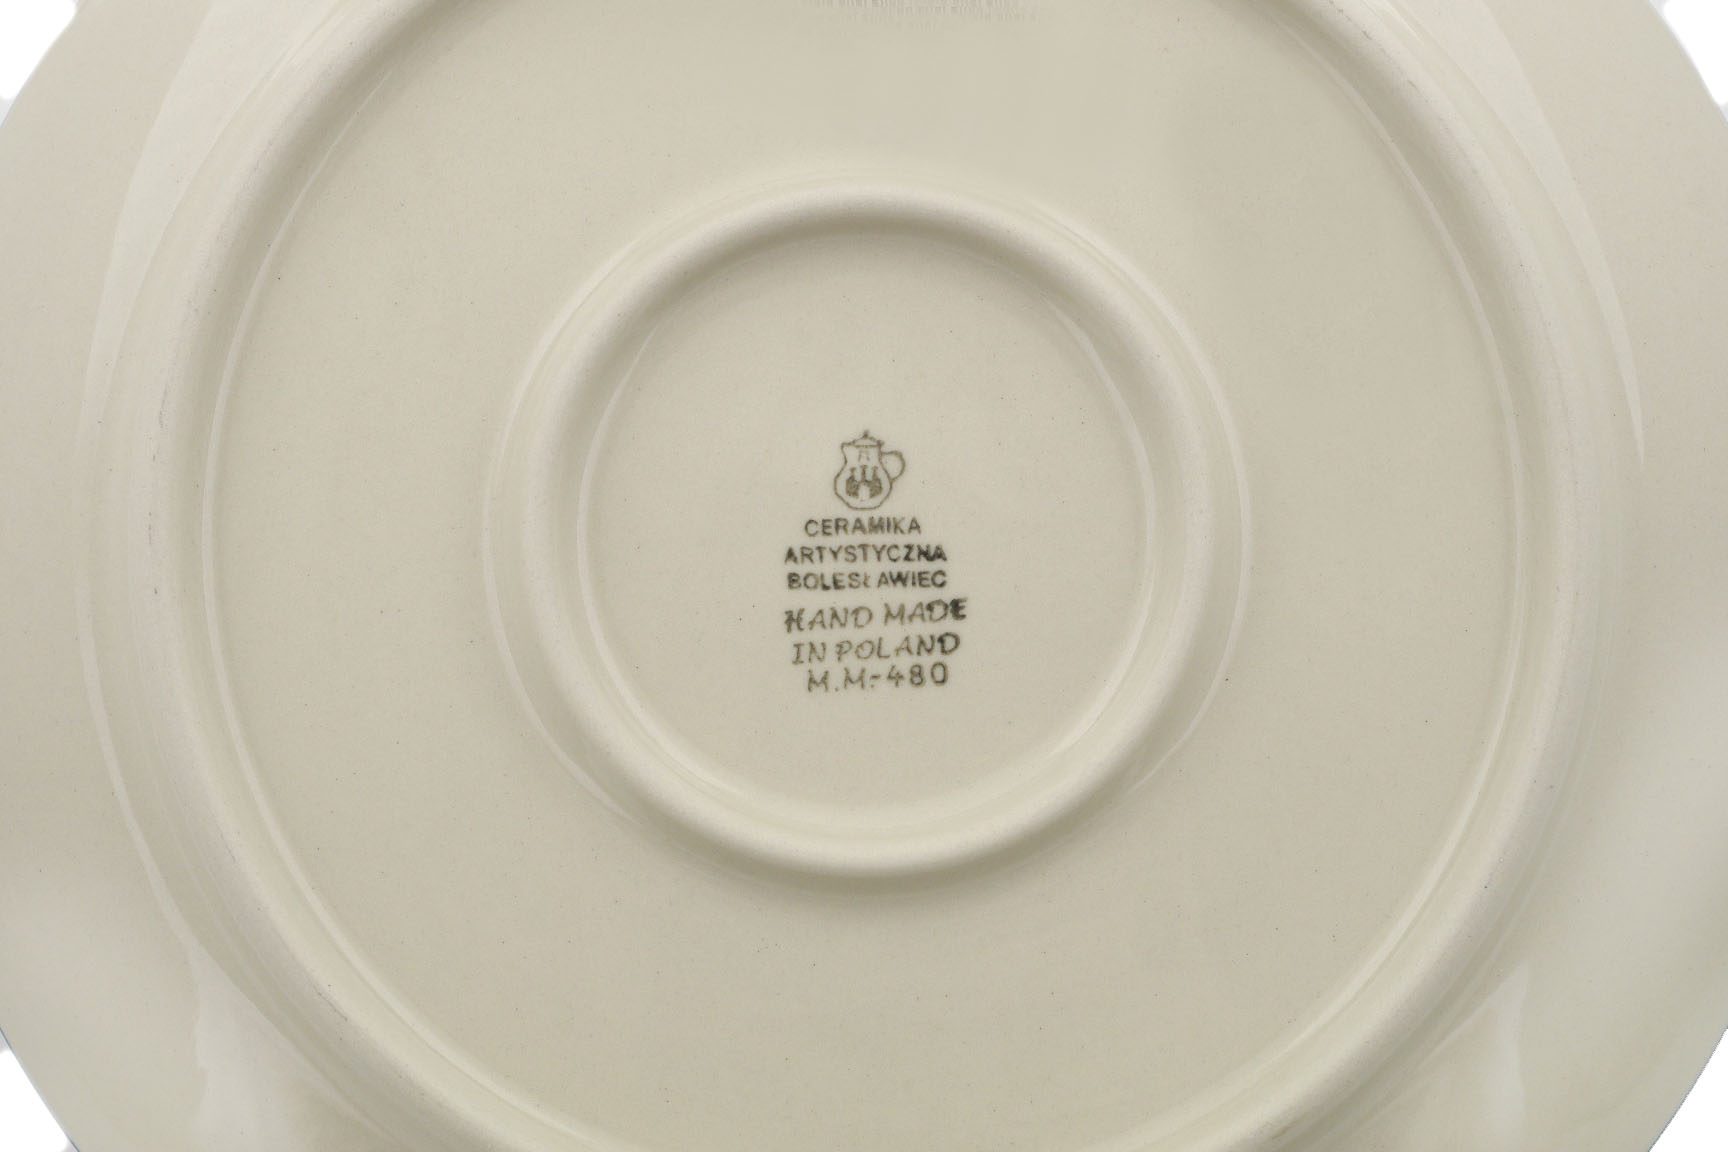 CERAMIKA
ARTYSTYCZNA
BOLESŁAWIEC
HAND MADE
IN POLAND
M.M.-480